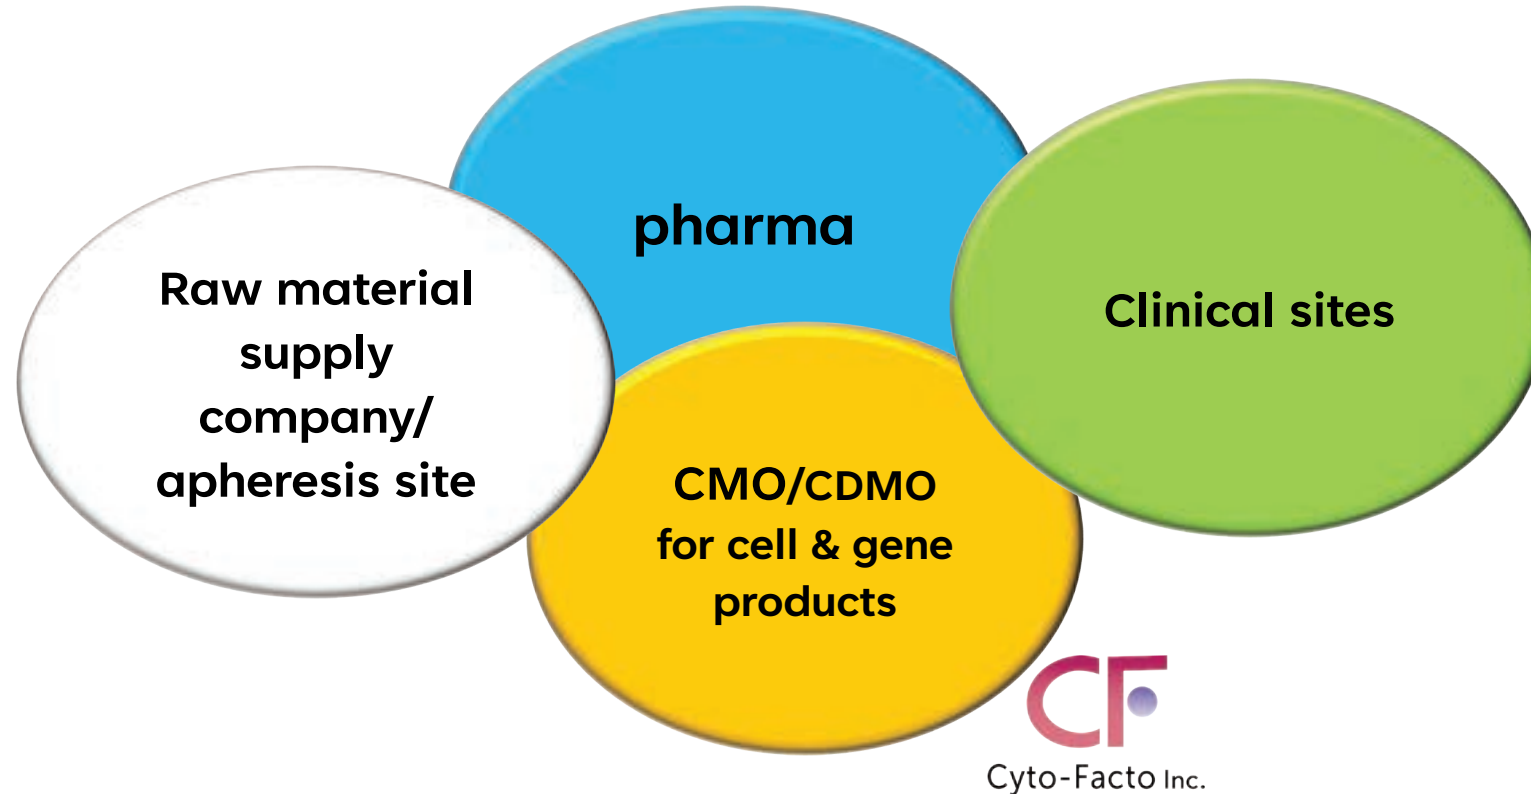 pharma
Raw material
supply
company/
apheresis site
Clinical sites
CMO/CDMO
for cell & gene
products
CF
Cyto-Facto Inc.